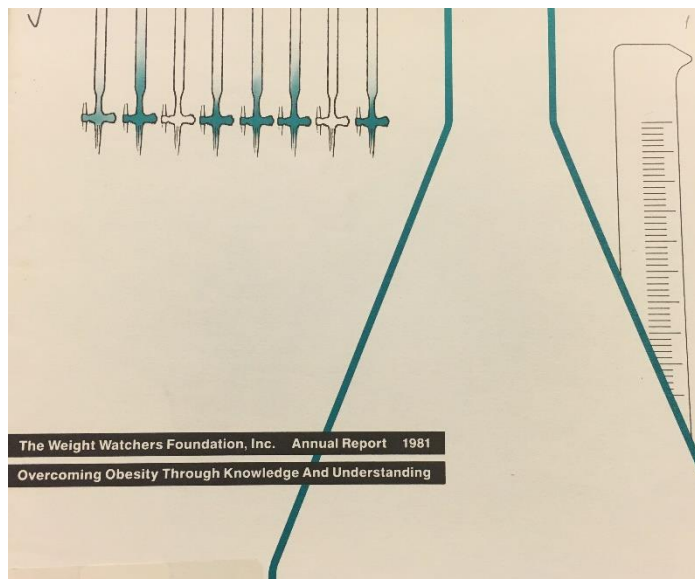 The Weight Watchers Foundation, Inc. Annual Report 1981
Overcoming Obesity Through Knowledge And Understanding